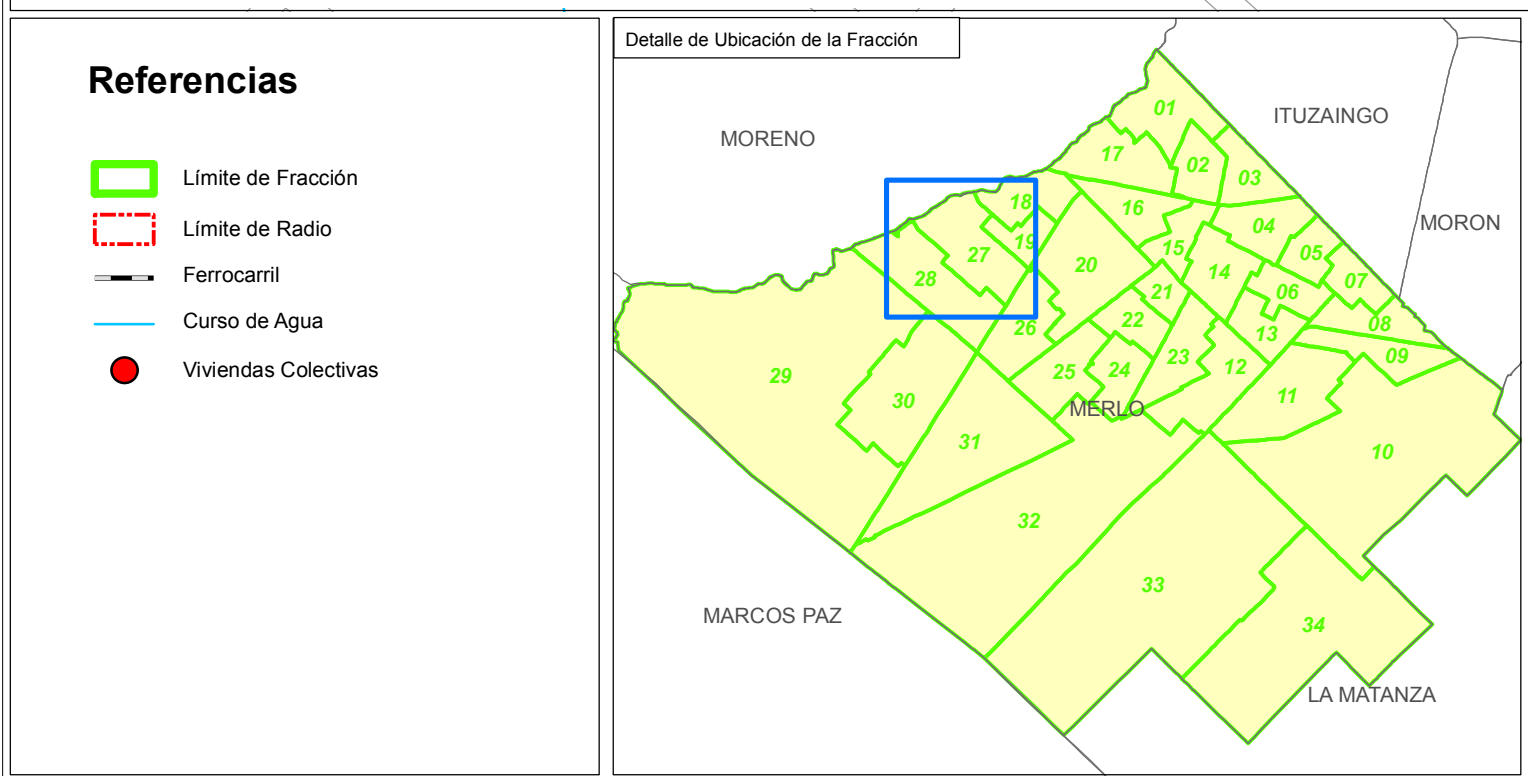 Referencias
Límite de Fracción
Límite de Radio
Ferrocarril
Curso de Agua
Viviendas Colectivas
Detalle de Ubicación de la Fracción
MORENO
ITUZAINGO
MORON
MERLO
MARCOS PAZ
LA MATANZA
01
17
02
03
18
16
04
19
15
05
27
20
14
07
28
21
06
26
22
13
08
23
09
25
24
12
29
30
11
31
10
32
33
34